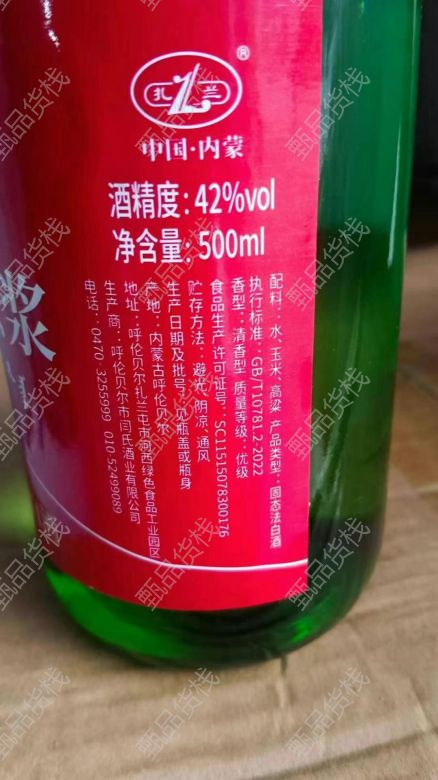 扎 兰
®
中国·内蒙
酒精度：42%vol
净含量：500ml
配料：水、玉米、高粱 产品类型：固态法白酒
执行标准：GB/T10781.2-2022
香型：清香型 质量等级：优级
食品生产许可证号：SC11515078300176
贮存方法：避光、阴凉、通风
生产日期及批号：见瓶盖或瓶身
产地：内蒙古呼伦贝尔
地址：呼伦贝尔扎兰屯市河西绿色食品工业园区
生产商：呼伦贝尔市闫氏酒业有限公司
电话：0470-3255999 010-52499089
浆
甄品货栈